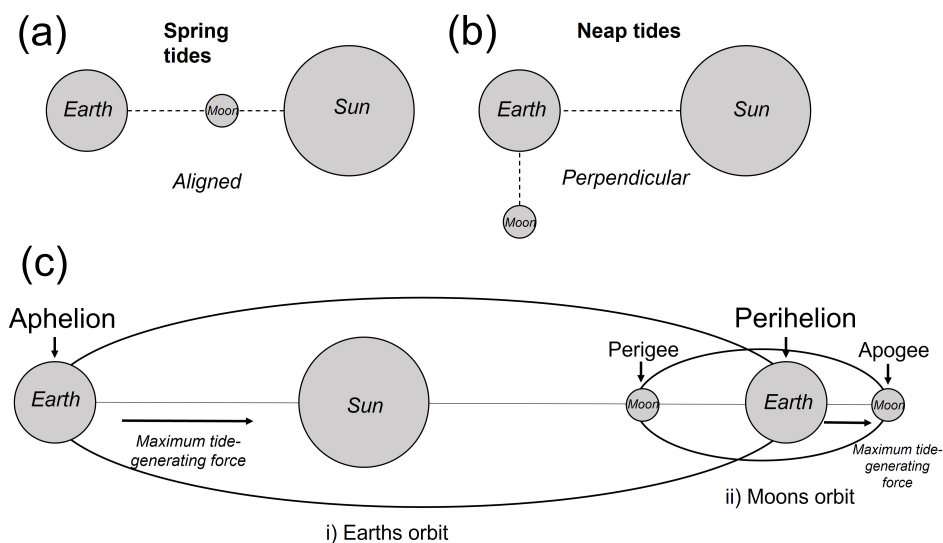 (a)
Spring
tides
Earth
Moon
Sun
Aligned
(b)
Neap tides
Earth
Sun
Perpendicular
Moon
(c)
Aphelion
Earth
Maximum tide-
generating force
Sun
i) Earths orbit
Perigee
Moon
Perihelion
Earth
Apogee
Moon
Maximum tide-
generating
force
ii) Moons orbit